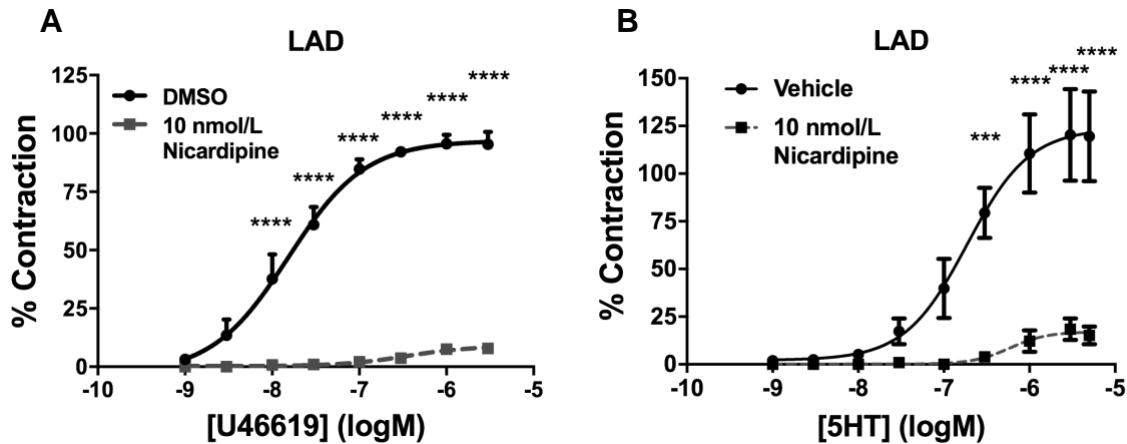 A
LAD
125
100
75
50
25
0
% Contraction
DMSO
10 nmol/L
Nicardipine
****
****
****
****
****
****
-10 -9 -8 -7 -6 -5
[U46619] (logM)
B
LAD
150
125
100
75
50
25
0
% Contraction
Vehicle
10 nmol/L
Nicardipine
***
****
****
****
-10 -9 -8 -7 -6 -5
[5HT] (logM)